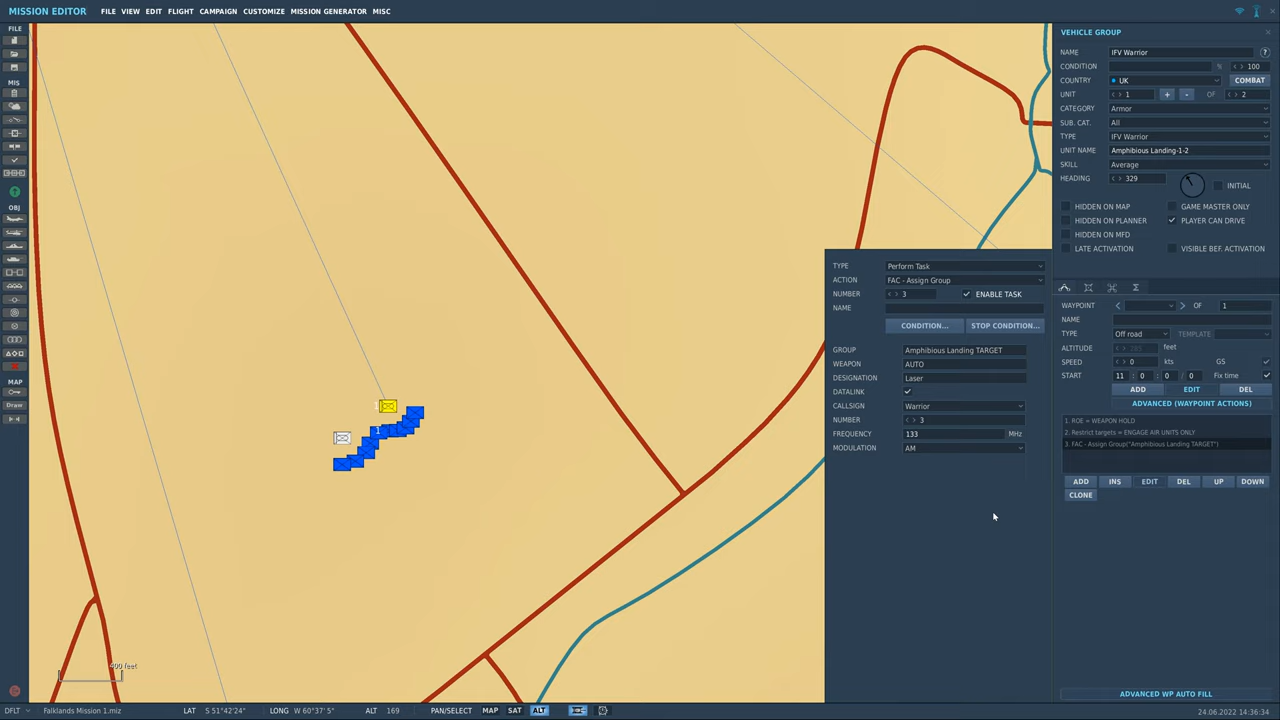 MISSION EDITOR FILE VIEW EDIT FLIGHT CAMPAIGN CUSTOMIZE MISSION GENERATOR MISC
FILE
MIS
OBJ
MAP
Draw
1
1
400 feet
TYPE Perform Task
ACTION FAC - Assign Group
NUMBER < > 3 ENABLE TASK
NAME
CONDITION... STOP CONDITION...
GROUP Amphibious Landing TARGET
WEAPON AUTO
DESIGNATION Laser
DATALINK
CALLSIGN Warrior
NUMBER < > 3
FREQUENCY 133 MHz
MODULATION AM
VEHICLE GROUP
NAME IFV Warrior ?
CONDITION % < > 100
COUNTRY UK COMBAT
UNIT < > 1 + - OF < > 2
CATEGORY Armor
SUB. CAT. All
TYPE IFV Warrior
UNIT NAME Amphibious Landing-1-2
SKILL Average
HEADING < > 329 INITIAL
HIDDEN ON MAP GAME MASTER ONLY
HIDDEN ON PLANNER PLAYER CAN DRIVE
HIDDEN ON MFD
LATE ACTIVATION VISIBLE BEF. ACTIVATION
WAYPOINT < > OF 1
NAME
TYPE Off road TEMPLATE
ALTITUDE < > feet
SPEED < > 0 kts GS
START 11 : 0 : 0 / 0 Fix time
ADD EDIT DEL
ADVANCED (WAYPOINT ACTIONS)
1. ROE = WEAPON HOLD
2. Restrict targets = ENGAGE AIR UNITS ONLY
3. FAC - Assign Group("Amphibious Landing TARGET")
ADD INS EDIT DEL UP DOWN
CLONE
ADVANCED WP AUTO FILL
DFLT Falklands Mission 1.miz LAT S 51°42'24" LONG W 60°37' 5" ALT 169 PAN/SELECT MAP SAT ALT 24.06.2022 14:36:34